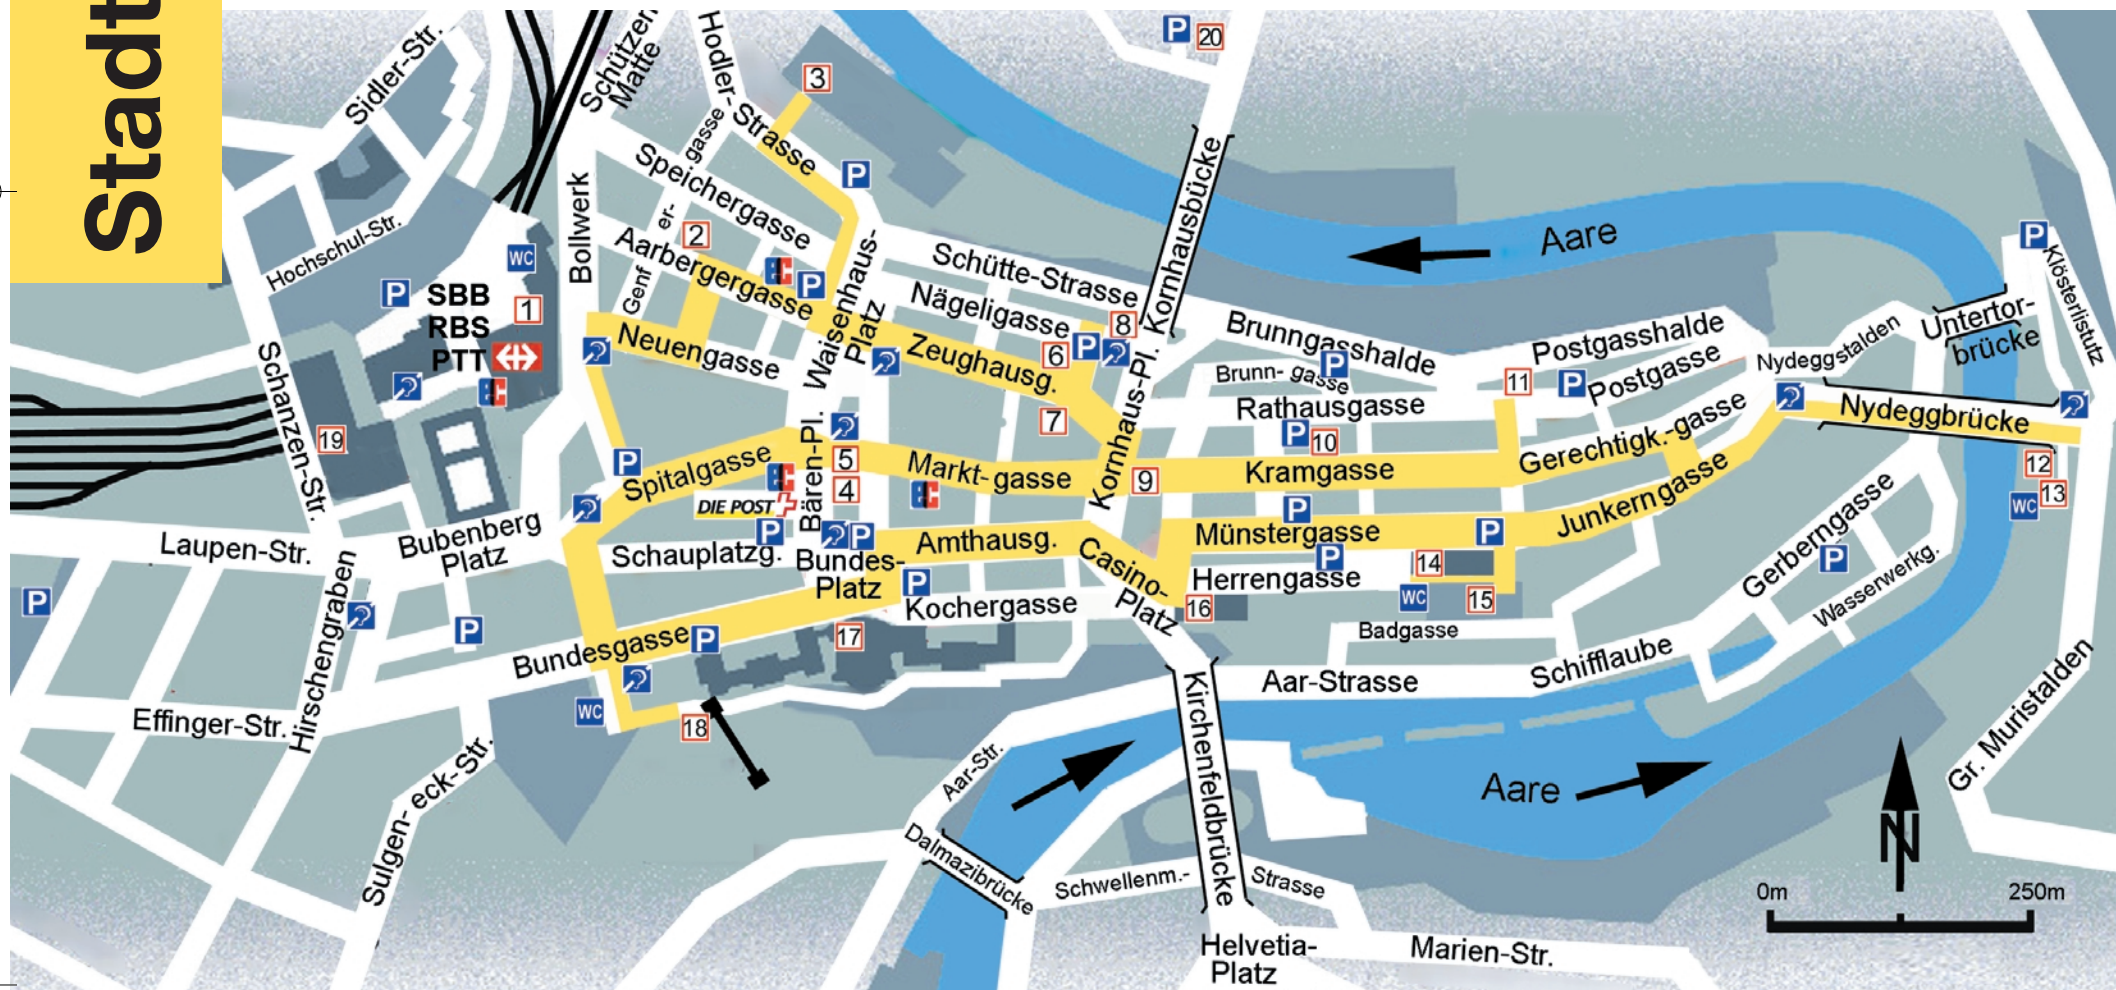 Stadt
Sidler-Str.
Schützen
Matte
Hodler-
Strasse
3
P
20
gasse
Speichergasse
P
er-
2
Aarbergergasse
Genf
Bollwerk
Hochschul-Str.
WC
P
SBB
RBS
PTT
1
EC
P
Neuengasse
Waisenhaus-
Platz
Schütte-Strasse
Nägeligasse
Zeughausg.
8
6
P
7
Kornhausbücke
Kornhaus-Pl.
Aare
Brunngasshalde
P
Brunn- gasse
Rathausgasse
Postgasshalde
11
P
Postgasse
Nydeggstalden
Untertor-
brücke
P
Klösterlistutz
Nydeggbrücke
12
13
WC
Schanzen-Str.
19
EC
P
Spitalgasse
EC
DIE POST
Bären-Pl.
5
4
Markt-gasse
EC
9
P
10
Kramgasse
Gerechtigk.-gasse
Junkerngasse
Laupen-Str.
Bubenberg
Platz
Schauplatzg.
P
P
Bundes-
Platz
Amthausg.
Casino-
Platz
P
Münstergasse
P
P
Herrengasse
14
WC
15
16
Gerberngasse
P
Wasserwerkg.
P
Hirschengraben
P
Bundesgasse
P
P
Kochergasse
17
Badgasse
Aar-Strasse
Schifflaube
Effinger-Str.
WC
18
Sulgen-eck-Str.
Aar-Str.
Dalmazibrücke
Kirchenfeldbrücke
Aare
Gr. Muristalden
Schwellenm.-
Strasse
Helvetia-
Platz
Marien-Str.
N
0m
250m